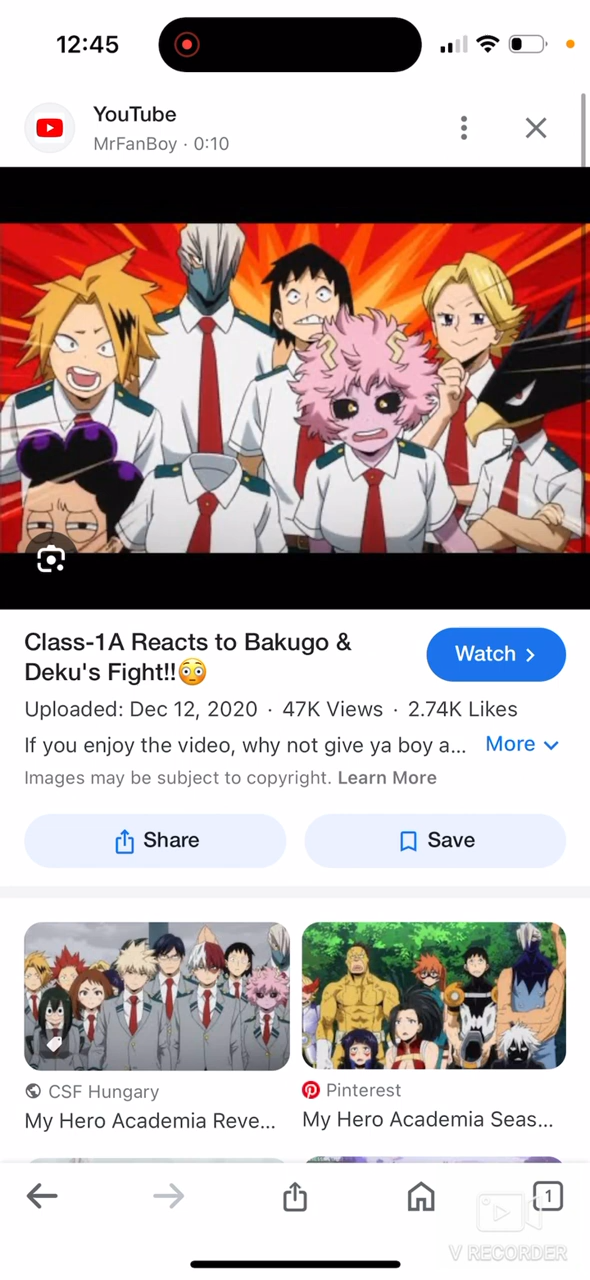 12:45
YouTube
MrFanBoy · 0:10
Class-1A Reacts to Bakugo &
Deku's Fight!!😳
Watch
Uploaded: Dec 12, 2020 · 47K Views · 2.74K Likes
If you enjoy the video, why not give ya boy a... More
Images may be subject to copyright. Learn More
Share
Save
CSF Hungary
My Hero Academia Reve...
Pinterest
My Hero Academia Seas...
1
V RECORDER